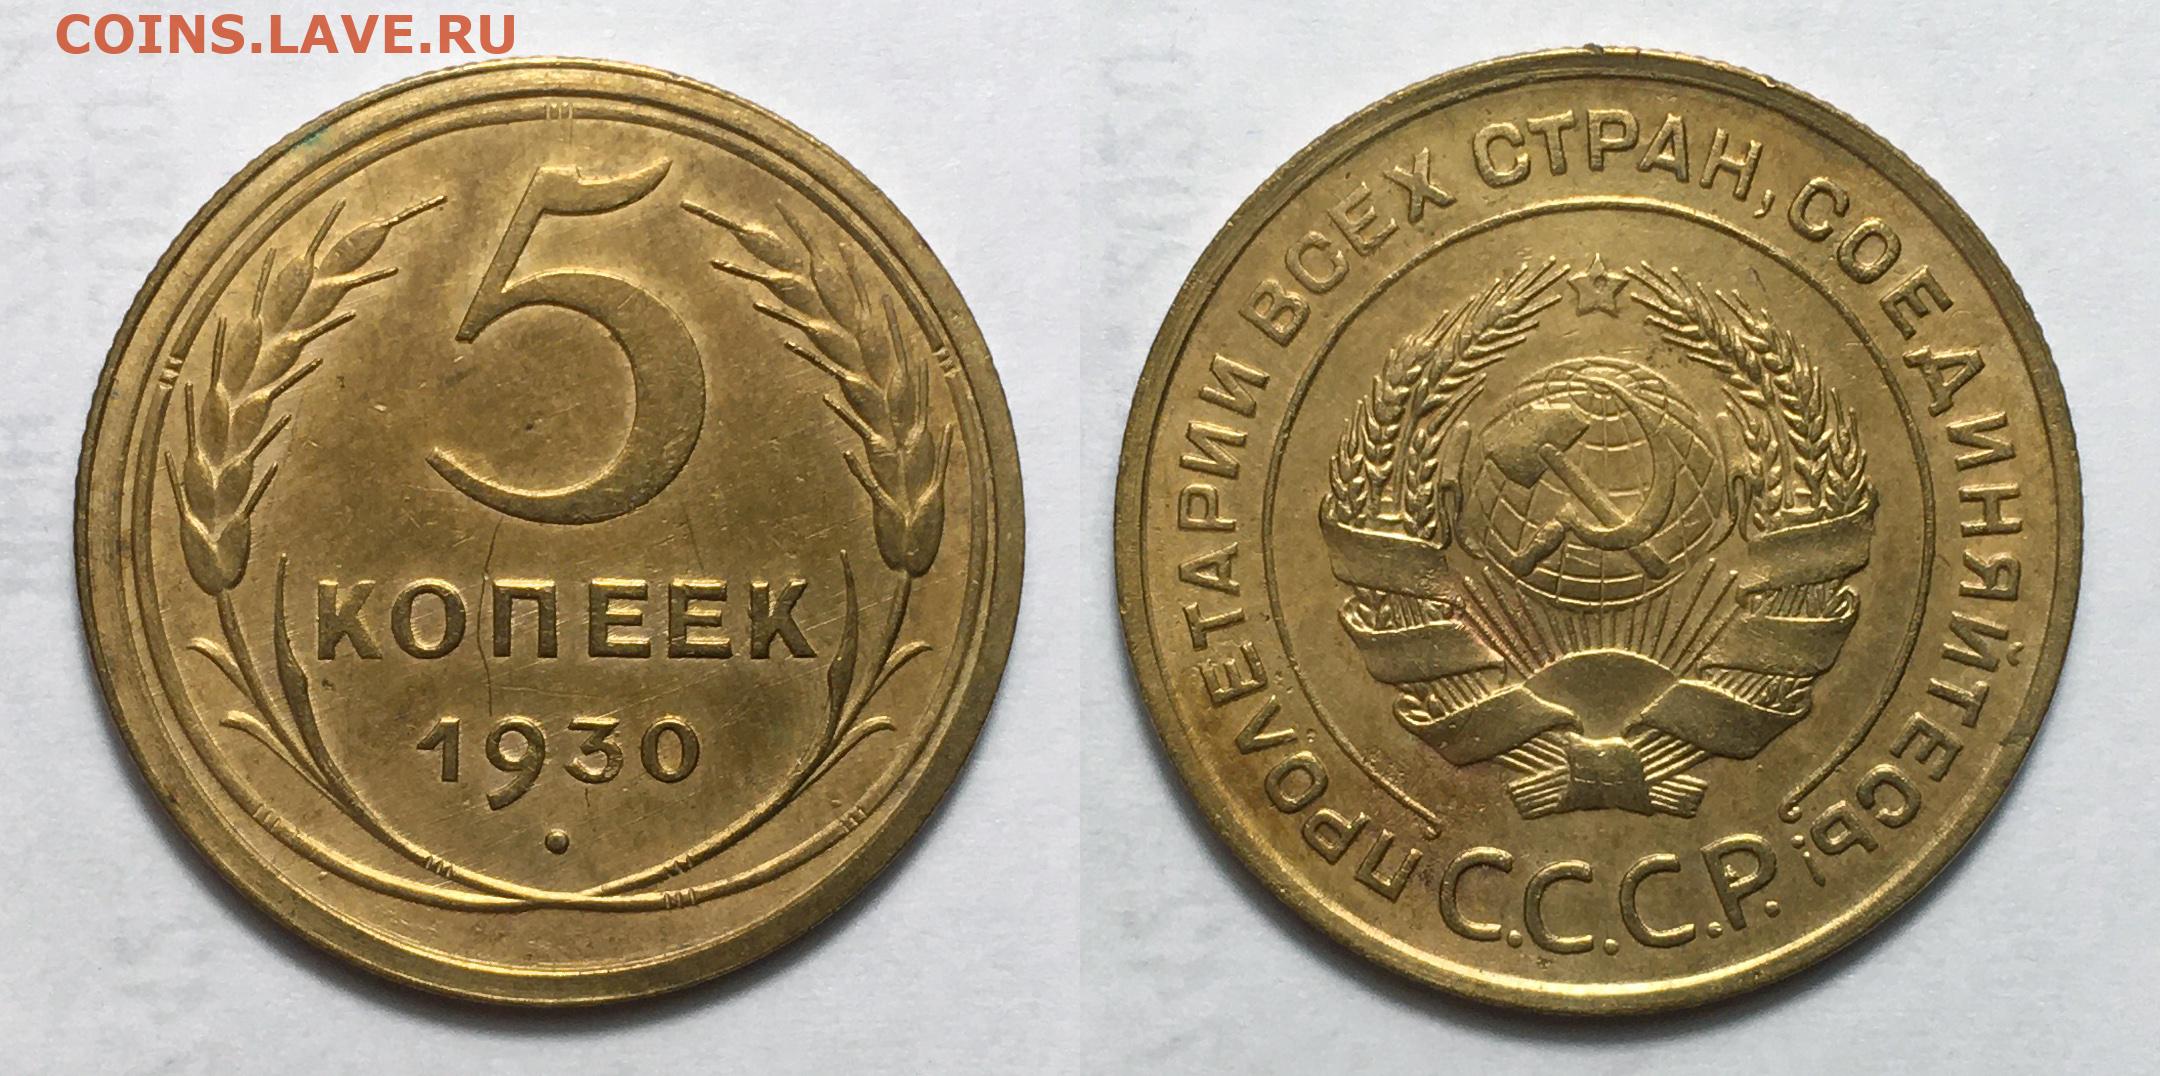 COINS.LAVE.RU
5
КОПЕЕК
1930
ПРОЛЕТАРИИ ВСЕХ СТРАН, СОЕДИНЯЙТЕСЬ!
С.С.С.Р.